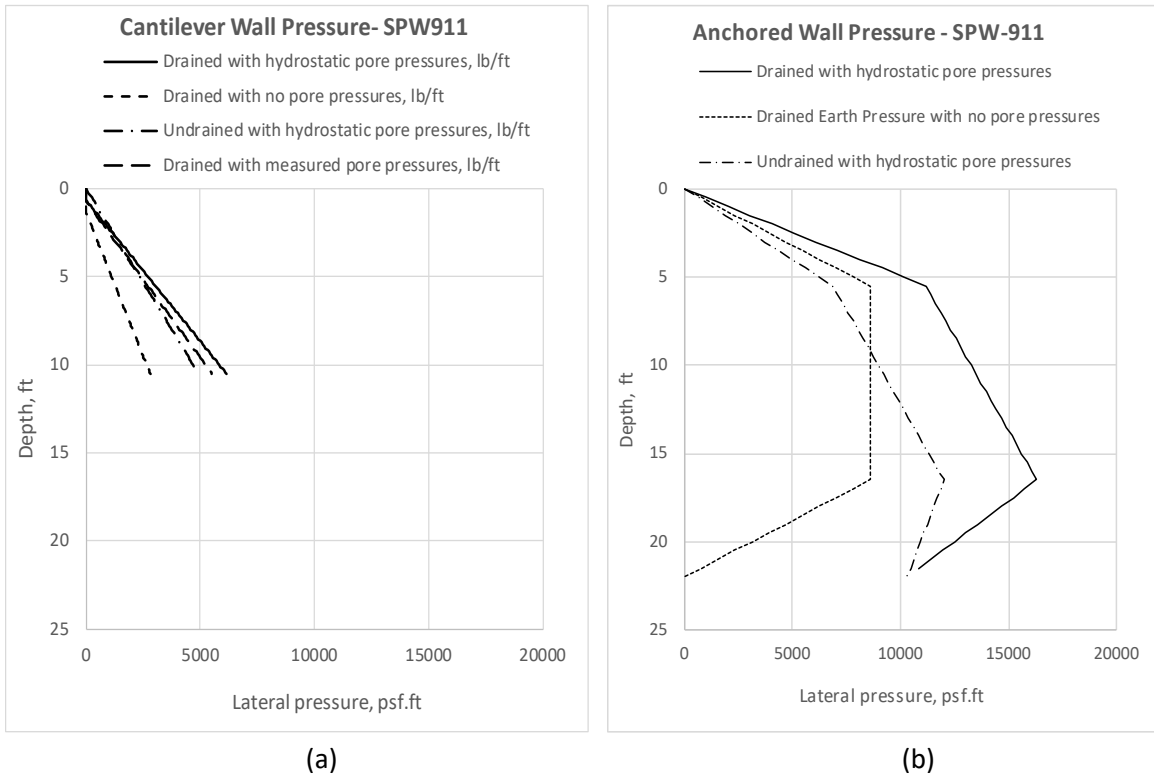 Cantilever Wall Pressure- SPW911
Drained with hydrostatic pore pressures, lb/ft
Drained with no pore pressures, lb/ft
Undrained with hydrostatic pore pressures, lb/ft
Drained with measured pore pressures, lb/ft
0
5
10
15
20
25
Depth, ft
0 5000 10000 15000 20000
Lateral pressure, psf.ft
(a)
Anchored Wall Pressure - SPW-911
Drained with hydrostatic pore pressures
Drained Earth Pressure with no pore pressures
Undrained with hydrostatic pore pressures
0
5
10
15
20
25
Depth, ft
0 5000 10000 15000 20000
Lateral pressure, psf.ft
(b)